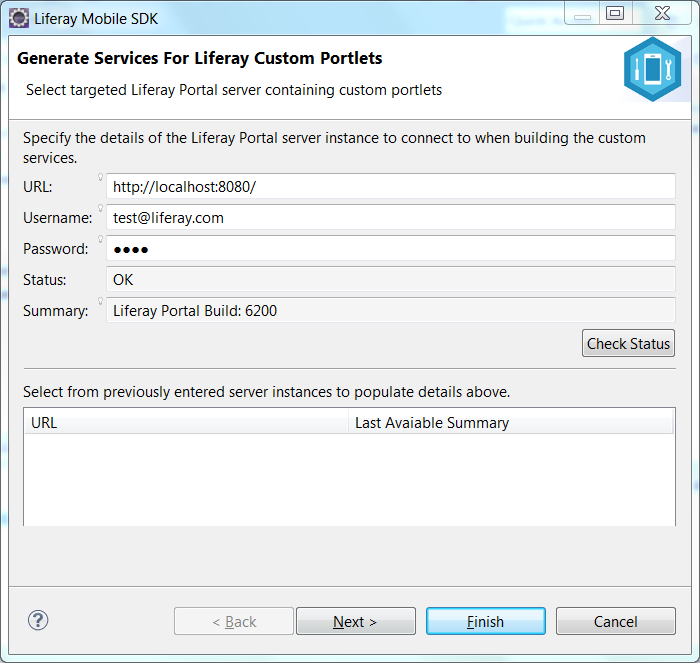 Liferay Mobile SDK
Generate Services For Liferay Custom Portlets
Select targeted Liferay Portal server containing custom portlets
Specify the details of the Liferay Portal server instance to connect to when building the custom
services.
URL: http://localhost:8080/
Username: test@liferay.com
Password: ●●●●
Status: OK
Summary: Liferay Portal Build: 6200
Check Status
Select from previously entered server instances to populate details above.
URL Last Avaiable Summary
? < Back Next > Finish Cancel